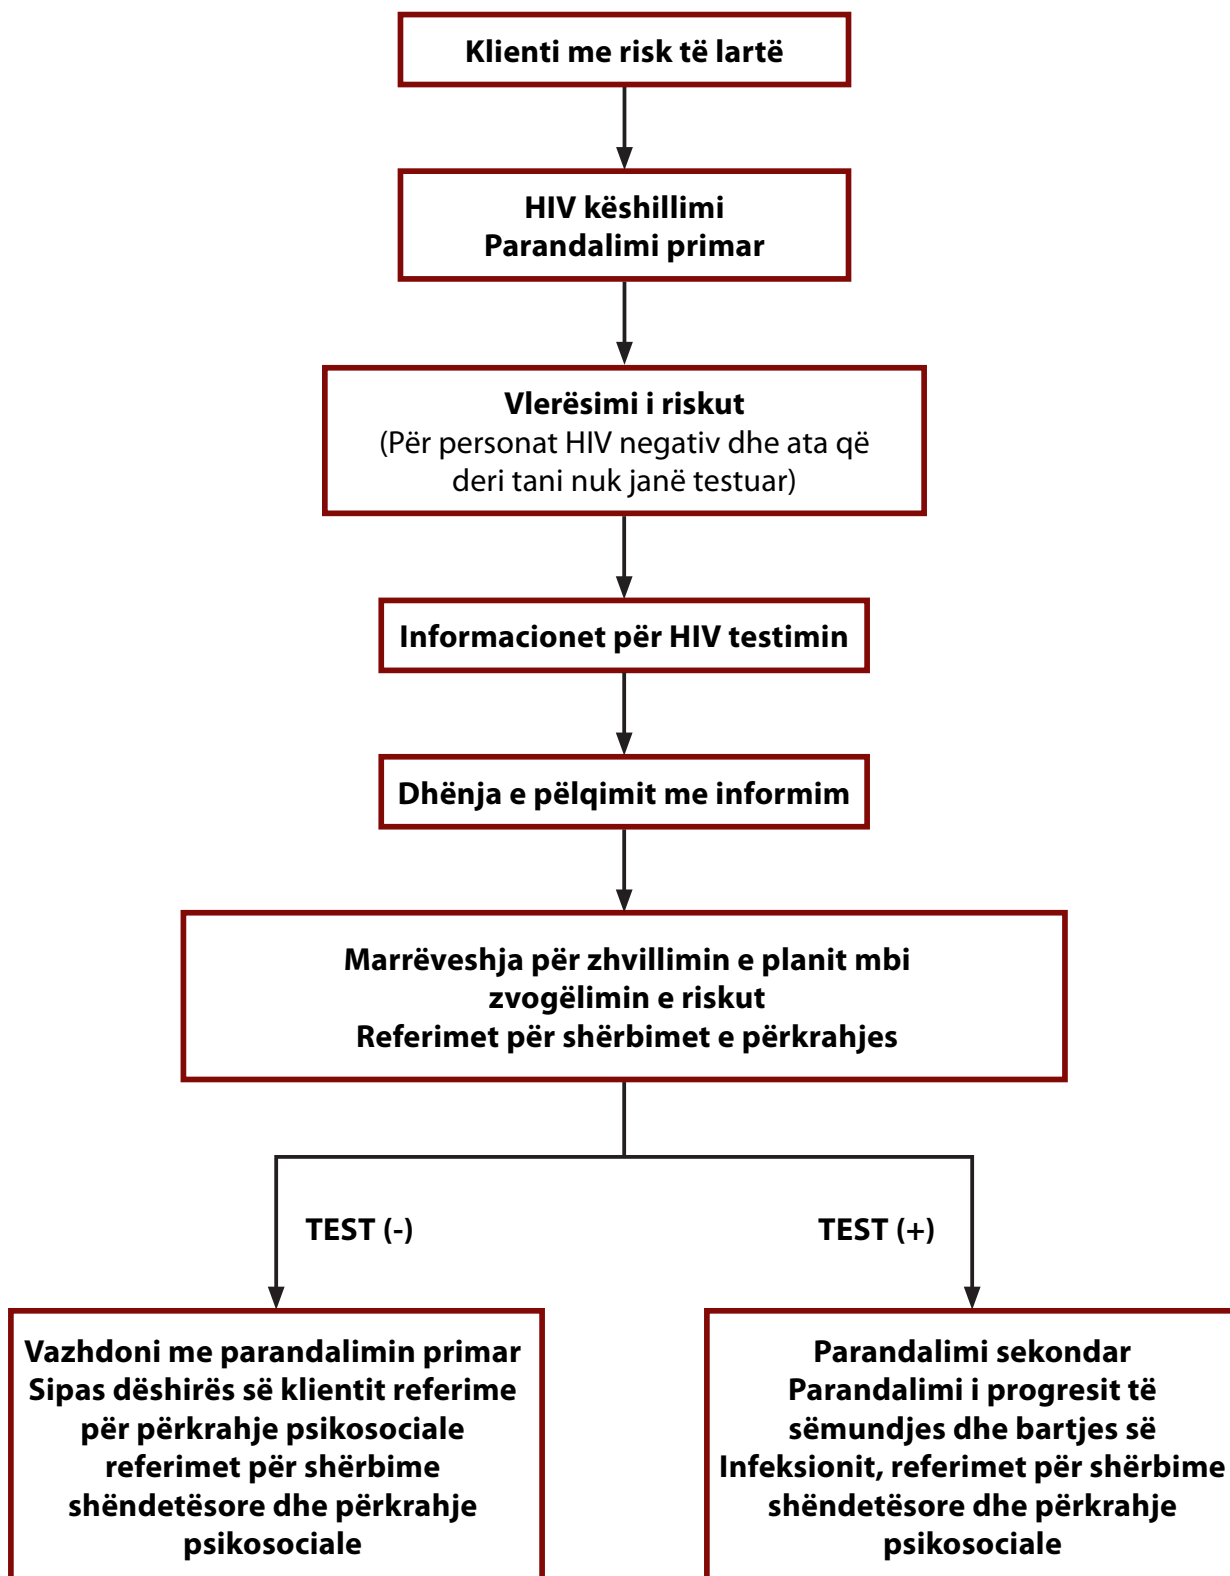 Klienti me risk të lartë
HIV këshillimi
Parandalimi primar
Vlerësimi i riskut
(Për personat HIV negativ dhe ata që
deri tani nuk janë testuar)
Informacionet për HIV testimin
Dhënja e pëlqimit me informim
Marrëveshja për zhvillimin e planit mbi
zvogëlimin e riskut
Referimet për shërbimet e përkrahjes
TEST (-)
TEST (+)
Vazhdoni me parandalimin primar
Sipas dëshirës së klientit referime
për përkrahje psikosociale
referimet për shërbime
shëndetësore dhe përkrahje
psikosociale
Parandalimi sekondar
Parandalimi i progresit të
sëmundjes dhe bartjes së
Infeksionit, referimet për shërbime
shëndetësore dhe përkrahje
psikosociale